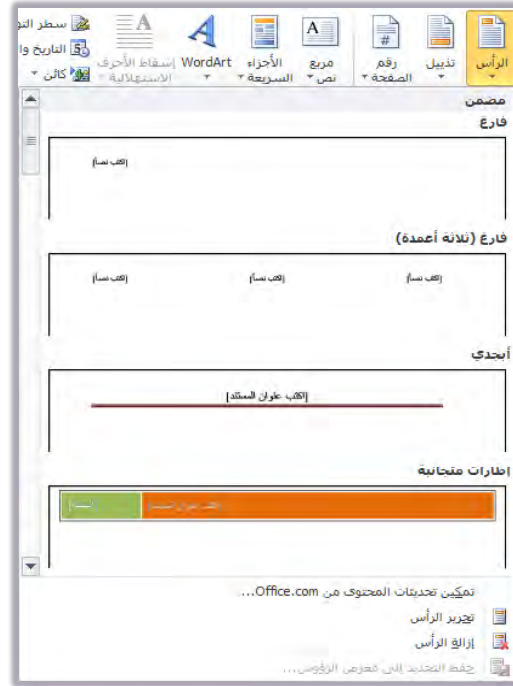 الرأس
تذييل
رقم الصفحة
#
مربع نص
A
الأجزاء السريعة
WordArt
A
إسقاط الأحرف الاستهلالية
A
سطر التو
التاريخ وا
5
كائن
مضمن
فارغ
[اكتب نصاً]
فارغ (ثلاثة أعمدة)
[اكتب نصاً] [اكتب نصاً] [اكتب نصاً]
أبجدي
[اكتب عنوان المستند]
إطارات متجانبة
تمكين تحديثات المحتوى من Office.com...
تحرير الرأس
إزالة الرأس
حفظ التحديد إلى معرض الرؤوس...